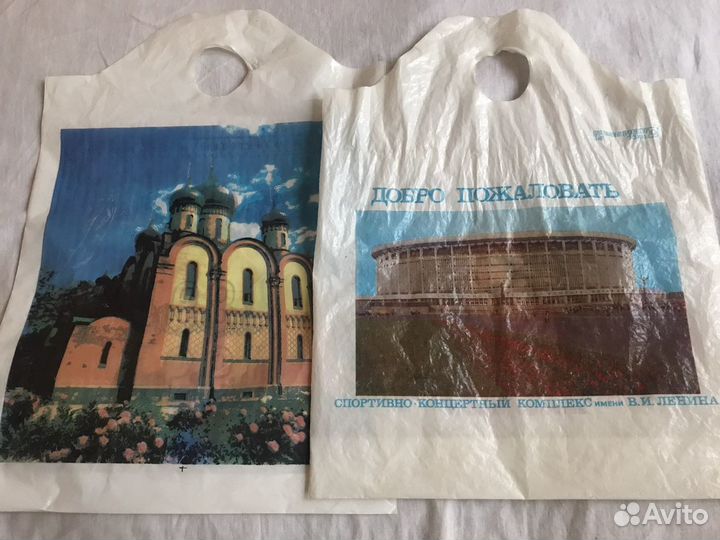 ДОБРО ПОЖАЛОВАТЬ
СПОРТИВНО-КОНЦЕРТНЫЙ КОМПЛЕКС ИМЕНИ В.И. ЛЕНИНА
Avito